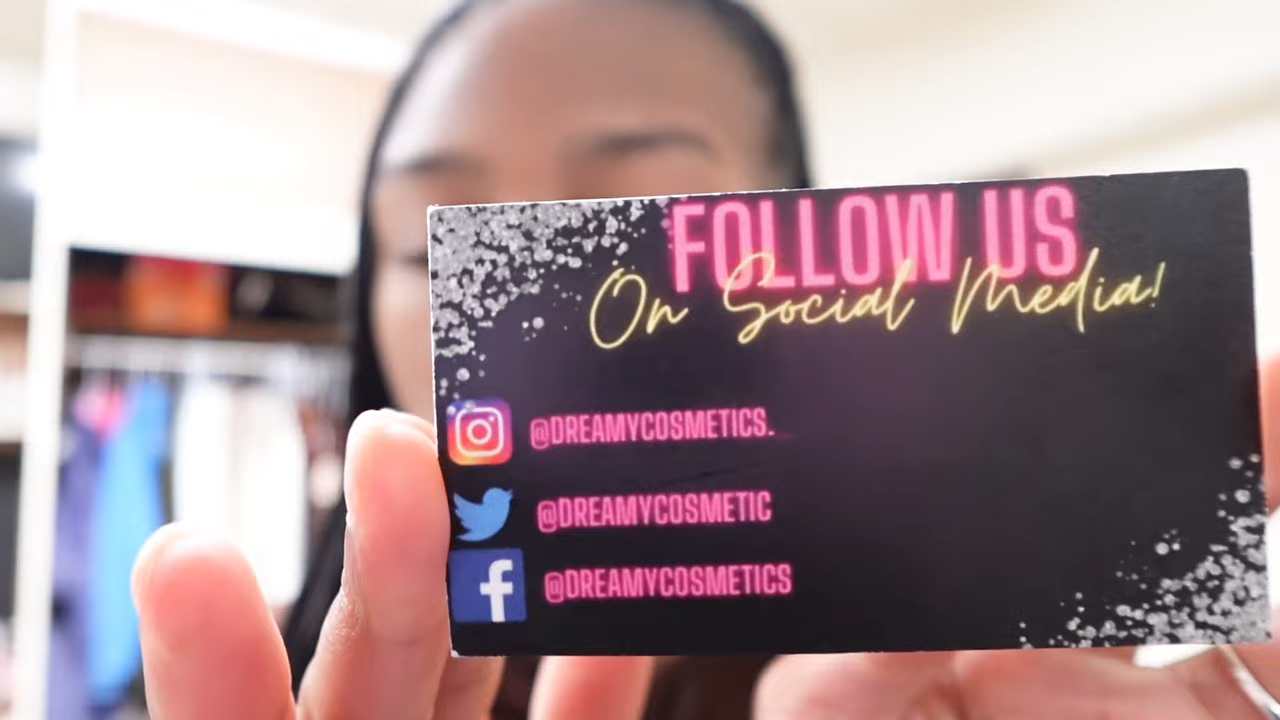 FOLLOW US
On Social Media!
@DREAMYCOSMETICS.
@DREAMYCOSMETIC
@DREAMYCOSMETICS